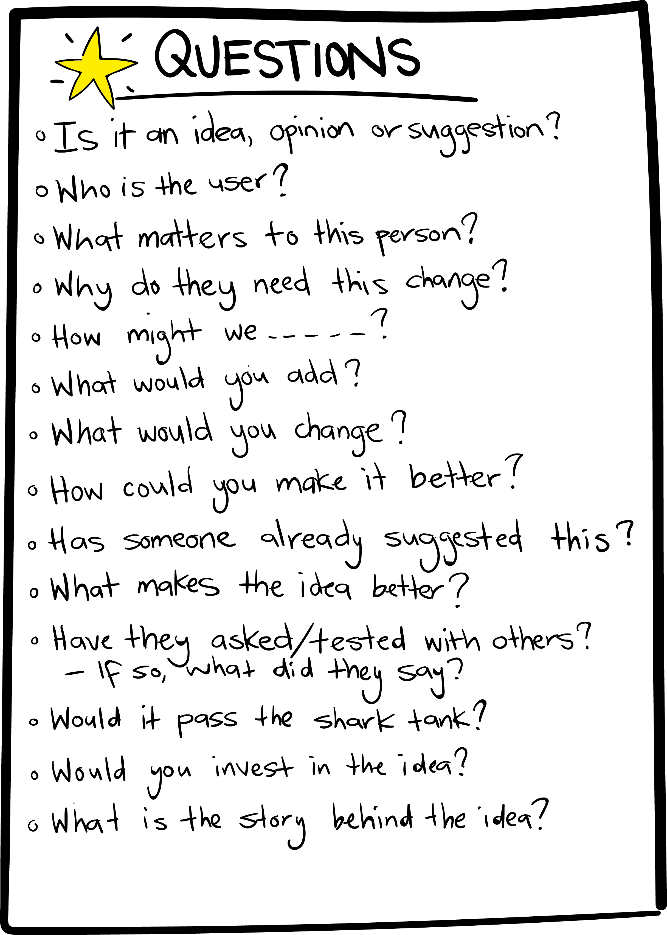 QUESTIONS
Is it an idea, opinion or suggestion?
Who is the user?
What matters to this person?
Why do they need this change?
How might we -----?
What would you add?
What would you change?
How could you make it better?
Has someone already suggested this?
What makes the idea better?
Have they asked/tested with others?
- If so, what did they say?
Would it pass the shark tank?
Would you invest in the idea?
What is the story behind the idea?